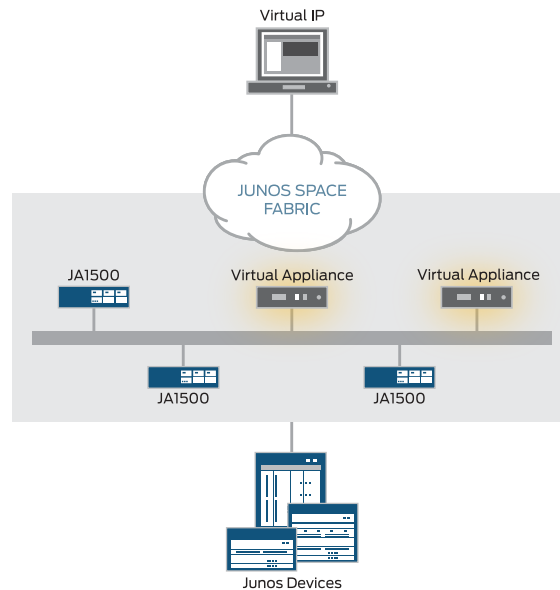 Virtual IP
JUNOS SPACE
FABRIC
JA1500
Virtual Appliance
Virtual Appliance
JA1500
JA1500
Junos Devices